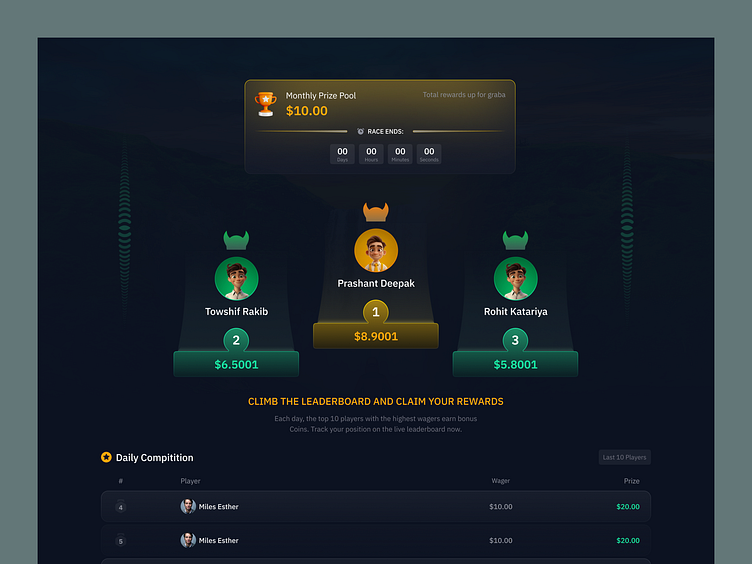 Monthly Prize Pool
Total rewards up for graba
$10.00
RACE ENDS:
00 00 00 00
Days Hours Minutes Seconds
Prashant Deepak
1
$8.9001
Towshif Rakib
2
$6.5001
Rohit Katariya
3
$5.8001
CLIMB THE LEADERBOARD AND CLAIM YOUR REWARDS
Each day, the top 10 players with the highest wagers earn bonus
Coins. Track your position on the live leaderboard now.
Daily Compitition
Last 10 Players
# Player Wager Prize
4 Miles Esther $10.00 $20.00
5 Miles Esther $10.00 $20.00